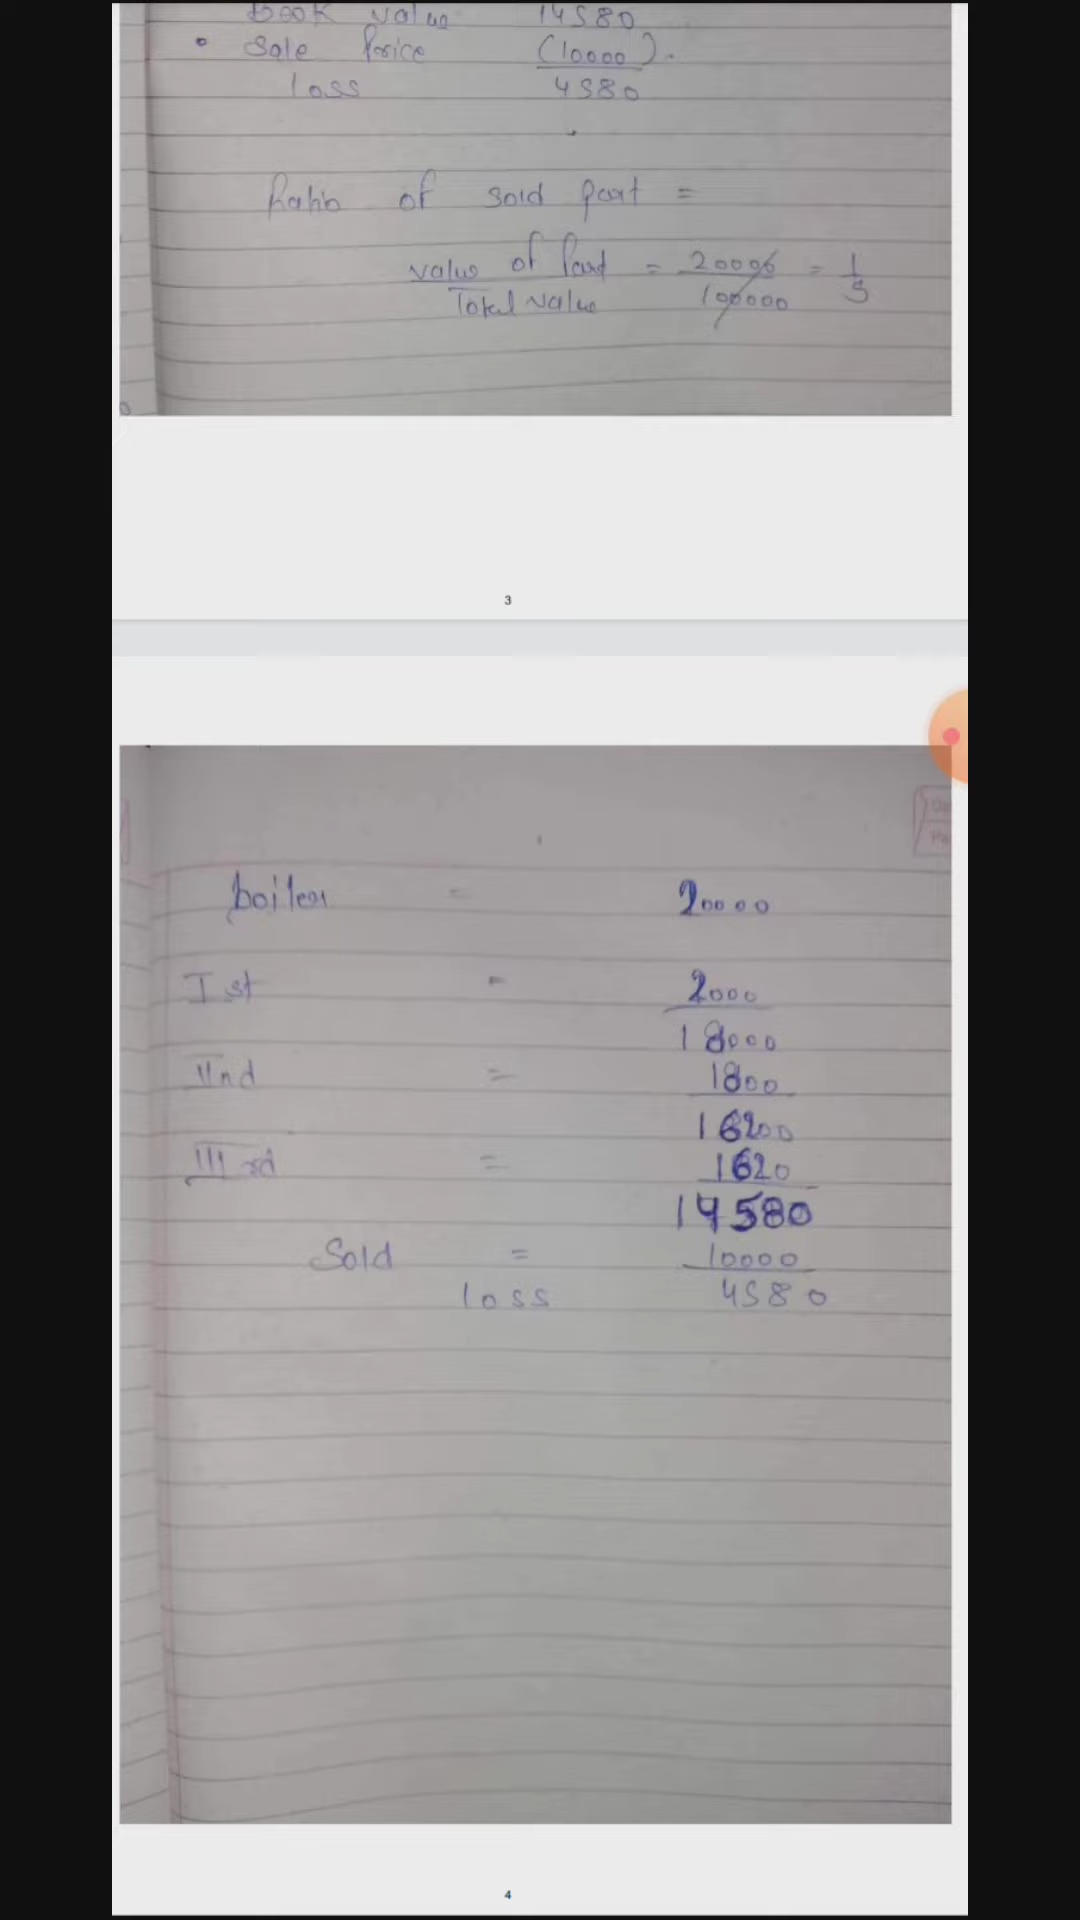 Book value 14580
• Sale Price (10000).
loss 4580
Ratio of sold part =
value of Part = 20000 = 1
Total value 100000 5
3
boiler = 20000
Ist - 2000
18000
IInd = 1800
16200
IIIrd = 1620
14580
Sold = 10000
loss 4580
4